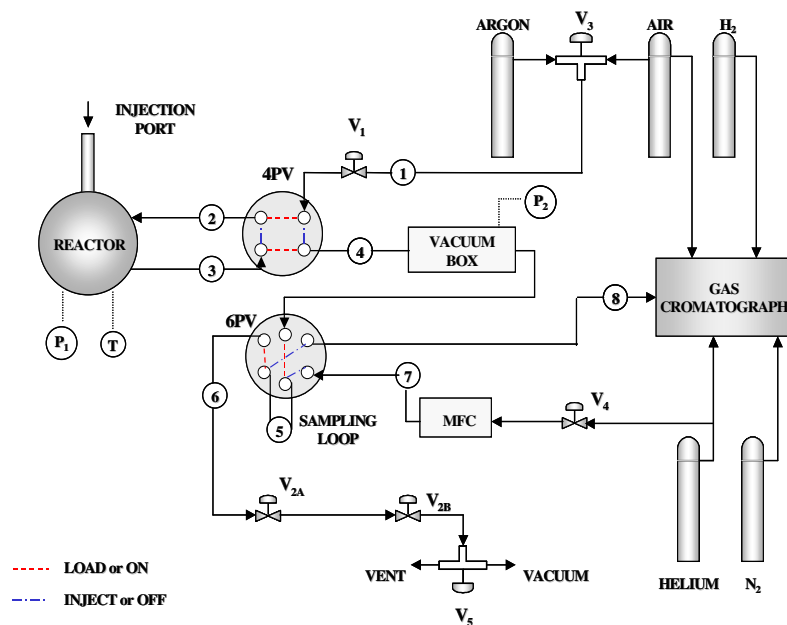 ARGON
V3
AIR
H2
INJECTION
PORT
V1
4PV
1
2
REACTOR
3
4
VACUUM
BOX
P2
P1
T
6PV
8
GAS
CROMATOGRAPH
6
7
5
SAMPLING
LOOP
MFC
V4
V2A
V2B
VENT
VACUUM
V5
HELIUM
N2
LOAD or ON
INJECT or OFF